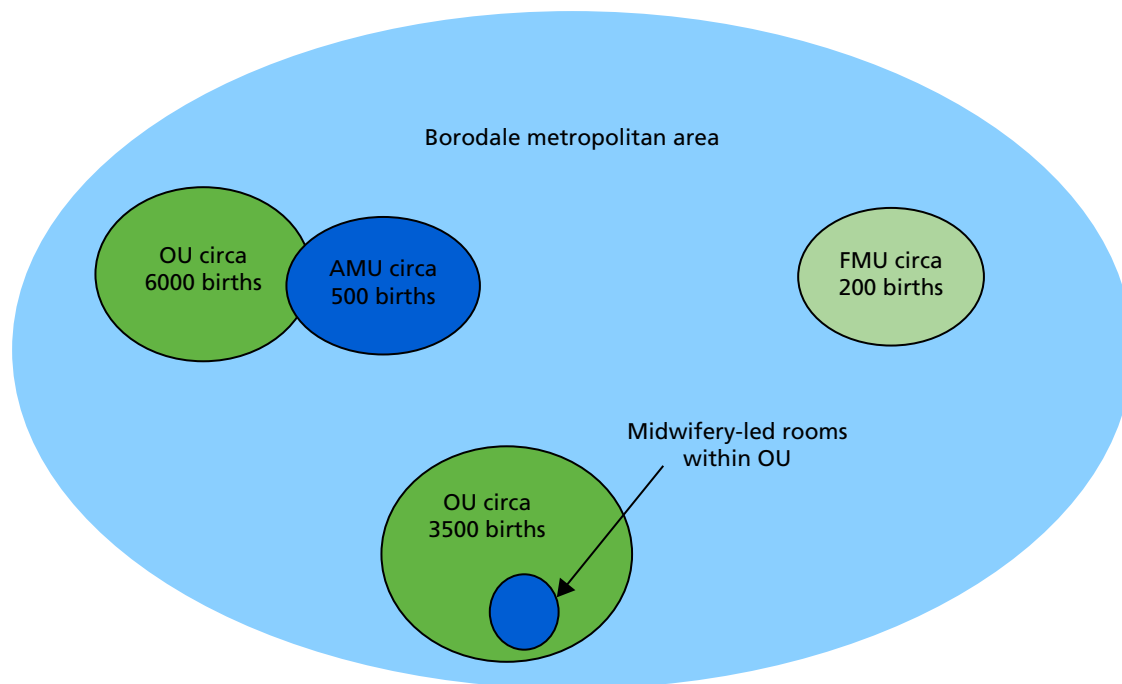 Borodale metropolitan area
OU circa
6000 births
AMU circa
500 births
FMU circa
200 births
Midwifery-led rooms
within OU
OU circa
3500 births